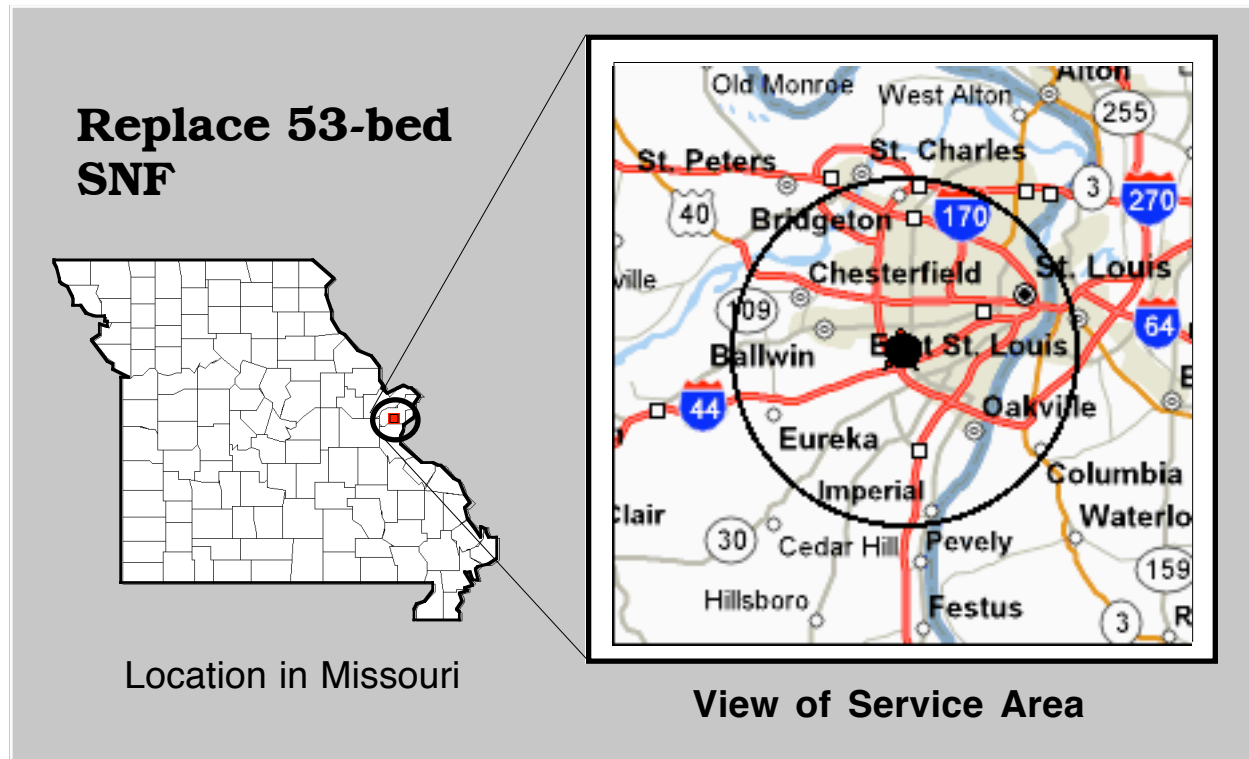 Replace 53-bed
SNF
Location in Missouri
Old Monroe
West Alton
Alton
255
St. Peters
St. Charles
3
270
40
Bridgeton
170
ville
Chesterfield
St. Louis
109
64
Ballwin
East St. Louis
E
44
Oakville
Eureka
Columbia
Imperial
Clair
Waterlo
30
Cedar Hill
Pevely
159
Hillsboro
Festus
3
R
View of Service Area